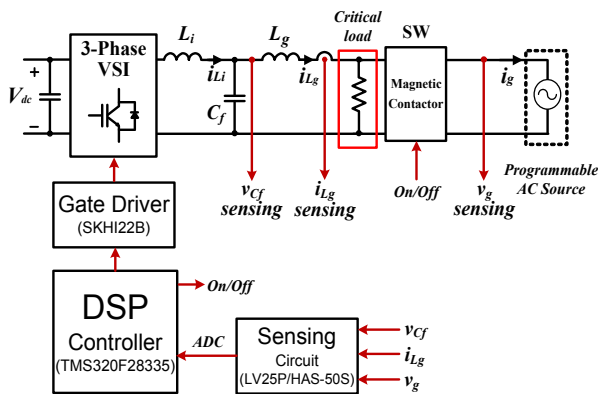 3-Phase
VSI
+
V_dc
−
L_i
i_Li
C_f
L_g
i_Lg
Critical
load
SW
Magnetic
Contactor
i_g
v_Cf
sensing
i_Lg
sensing
On/Off
v_g
sensing
Programmable
AC Source
Gate Driver
(SKHI22B)
On/Off
DSP
Controller
(TMS320F28335)
ADC
Sensing
Circuit
(LV25P/HAS-50S)
v_Cf
i_Lg
v_g